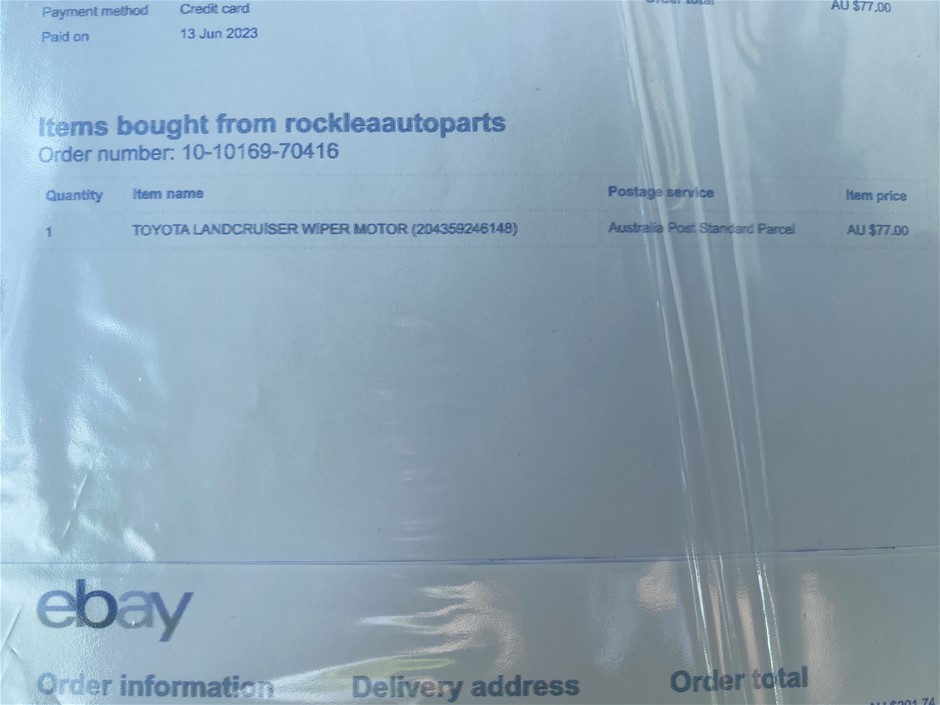 Payment method Credit card Order total AU $77.00
Paid on 13 Jun 2023
Items bought from rockleaautoparts
Order number: 10-10169-70416
Quantity Item name Postage service Item price
1 TOYOTA LANDCRUISER WIPER MOTOR (204359246148) Australia Post Standard Parcel AU $77.00
ebay
Order information Delivery address Order total